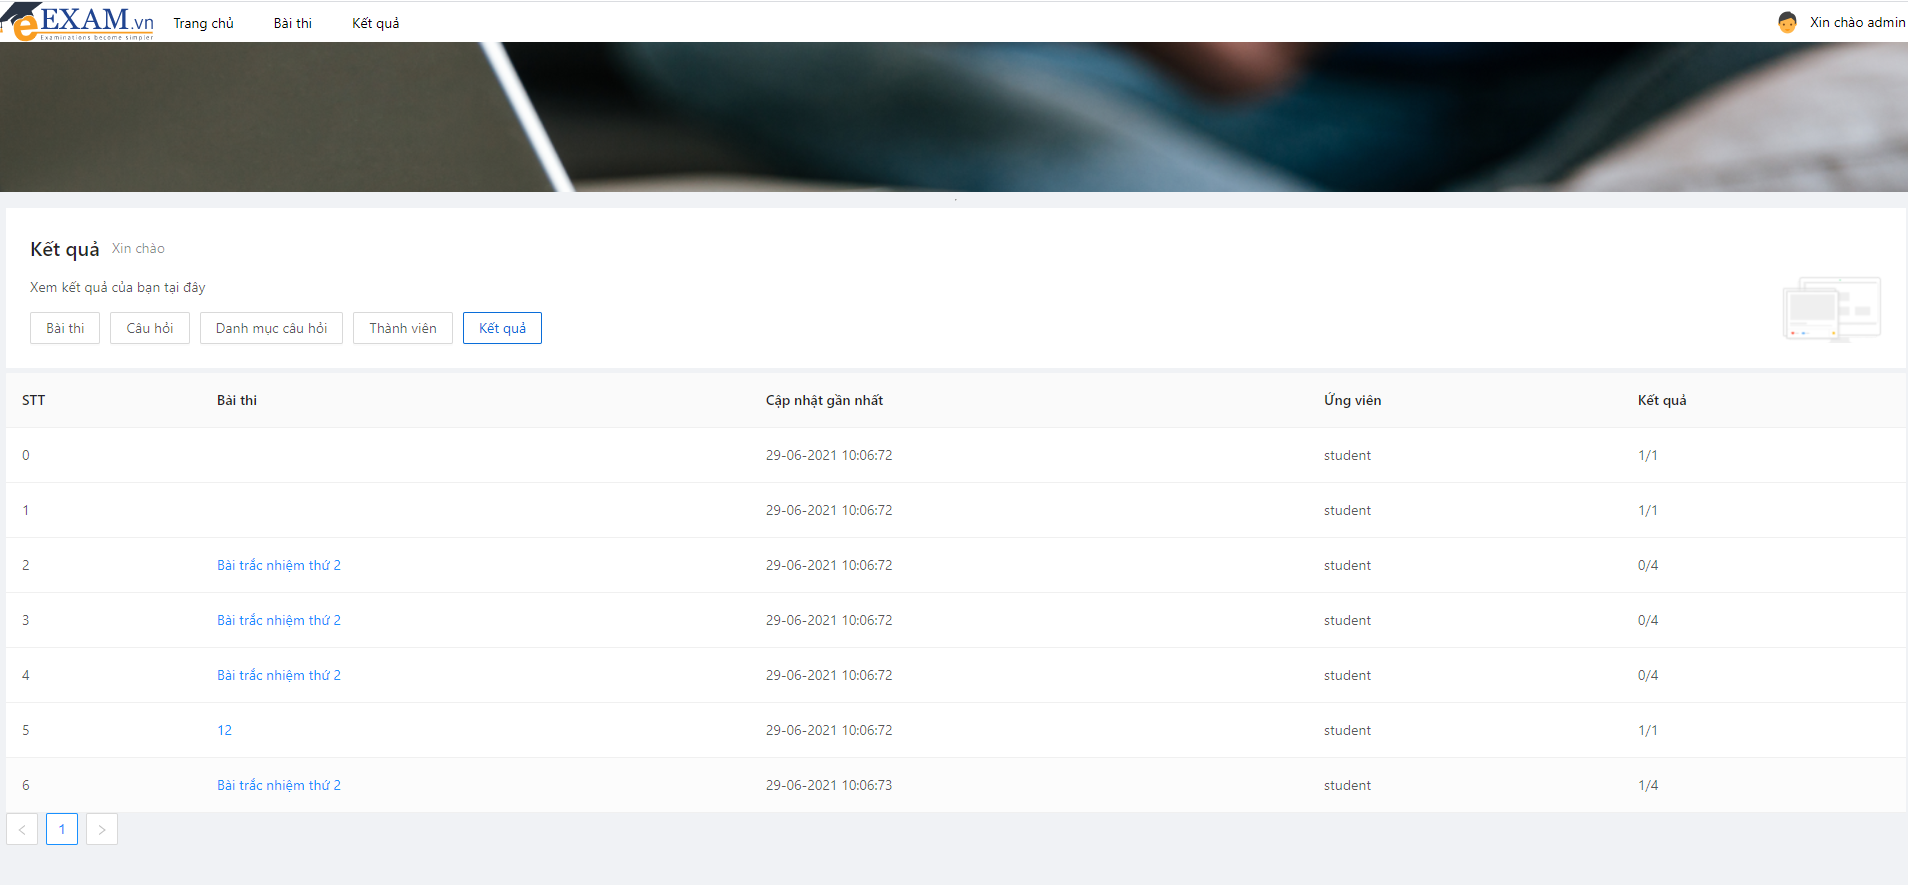 eEXAM.vn
Examinations become simpler
Trang chủ Bài thi Kết quả Xin chào admin
Kết quả Xin chào
Xem kết quả của bạn tại đây
Bài thi Câu hỏi Danh mục câu hỏi Thành viên Kết quả
STT Bài thi Cập nhật gần nhất Ứng viên Kết quả
0 29-06-2021 10:06:72 student 1/1
1 29-06-2021 10:06:72 student 1/1
2 Bài trắc nhiệm thứ 2 29-06-2021 10:06:72 student 0/4
3 Bài trắc nhiệm thứ 2 29-06-2021 10:06:72 student 0/4
4 Bài trắc nhiệm thứ 2 29-06-2021 10:06:72 student 0/4
5 12 29-06-2021 10:06:72 student 1/1
6 Bài trắc nhiệm thứ 2 29-06-2021 10:06:73 student 1/4
< 1 >